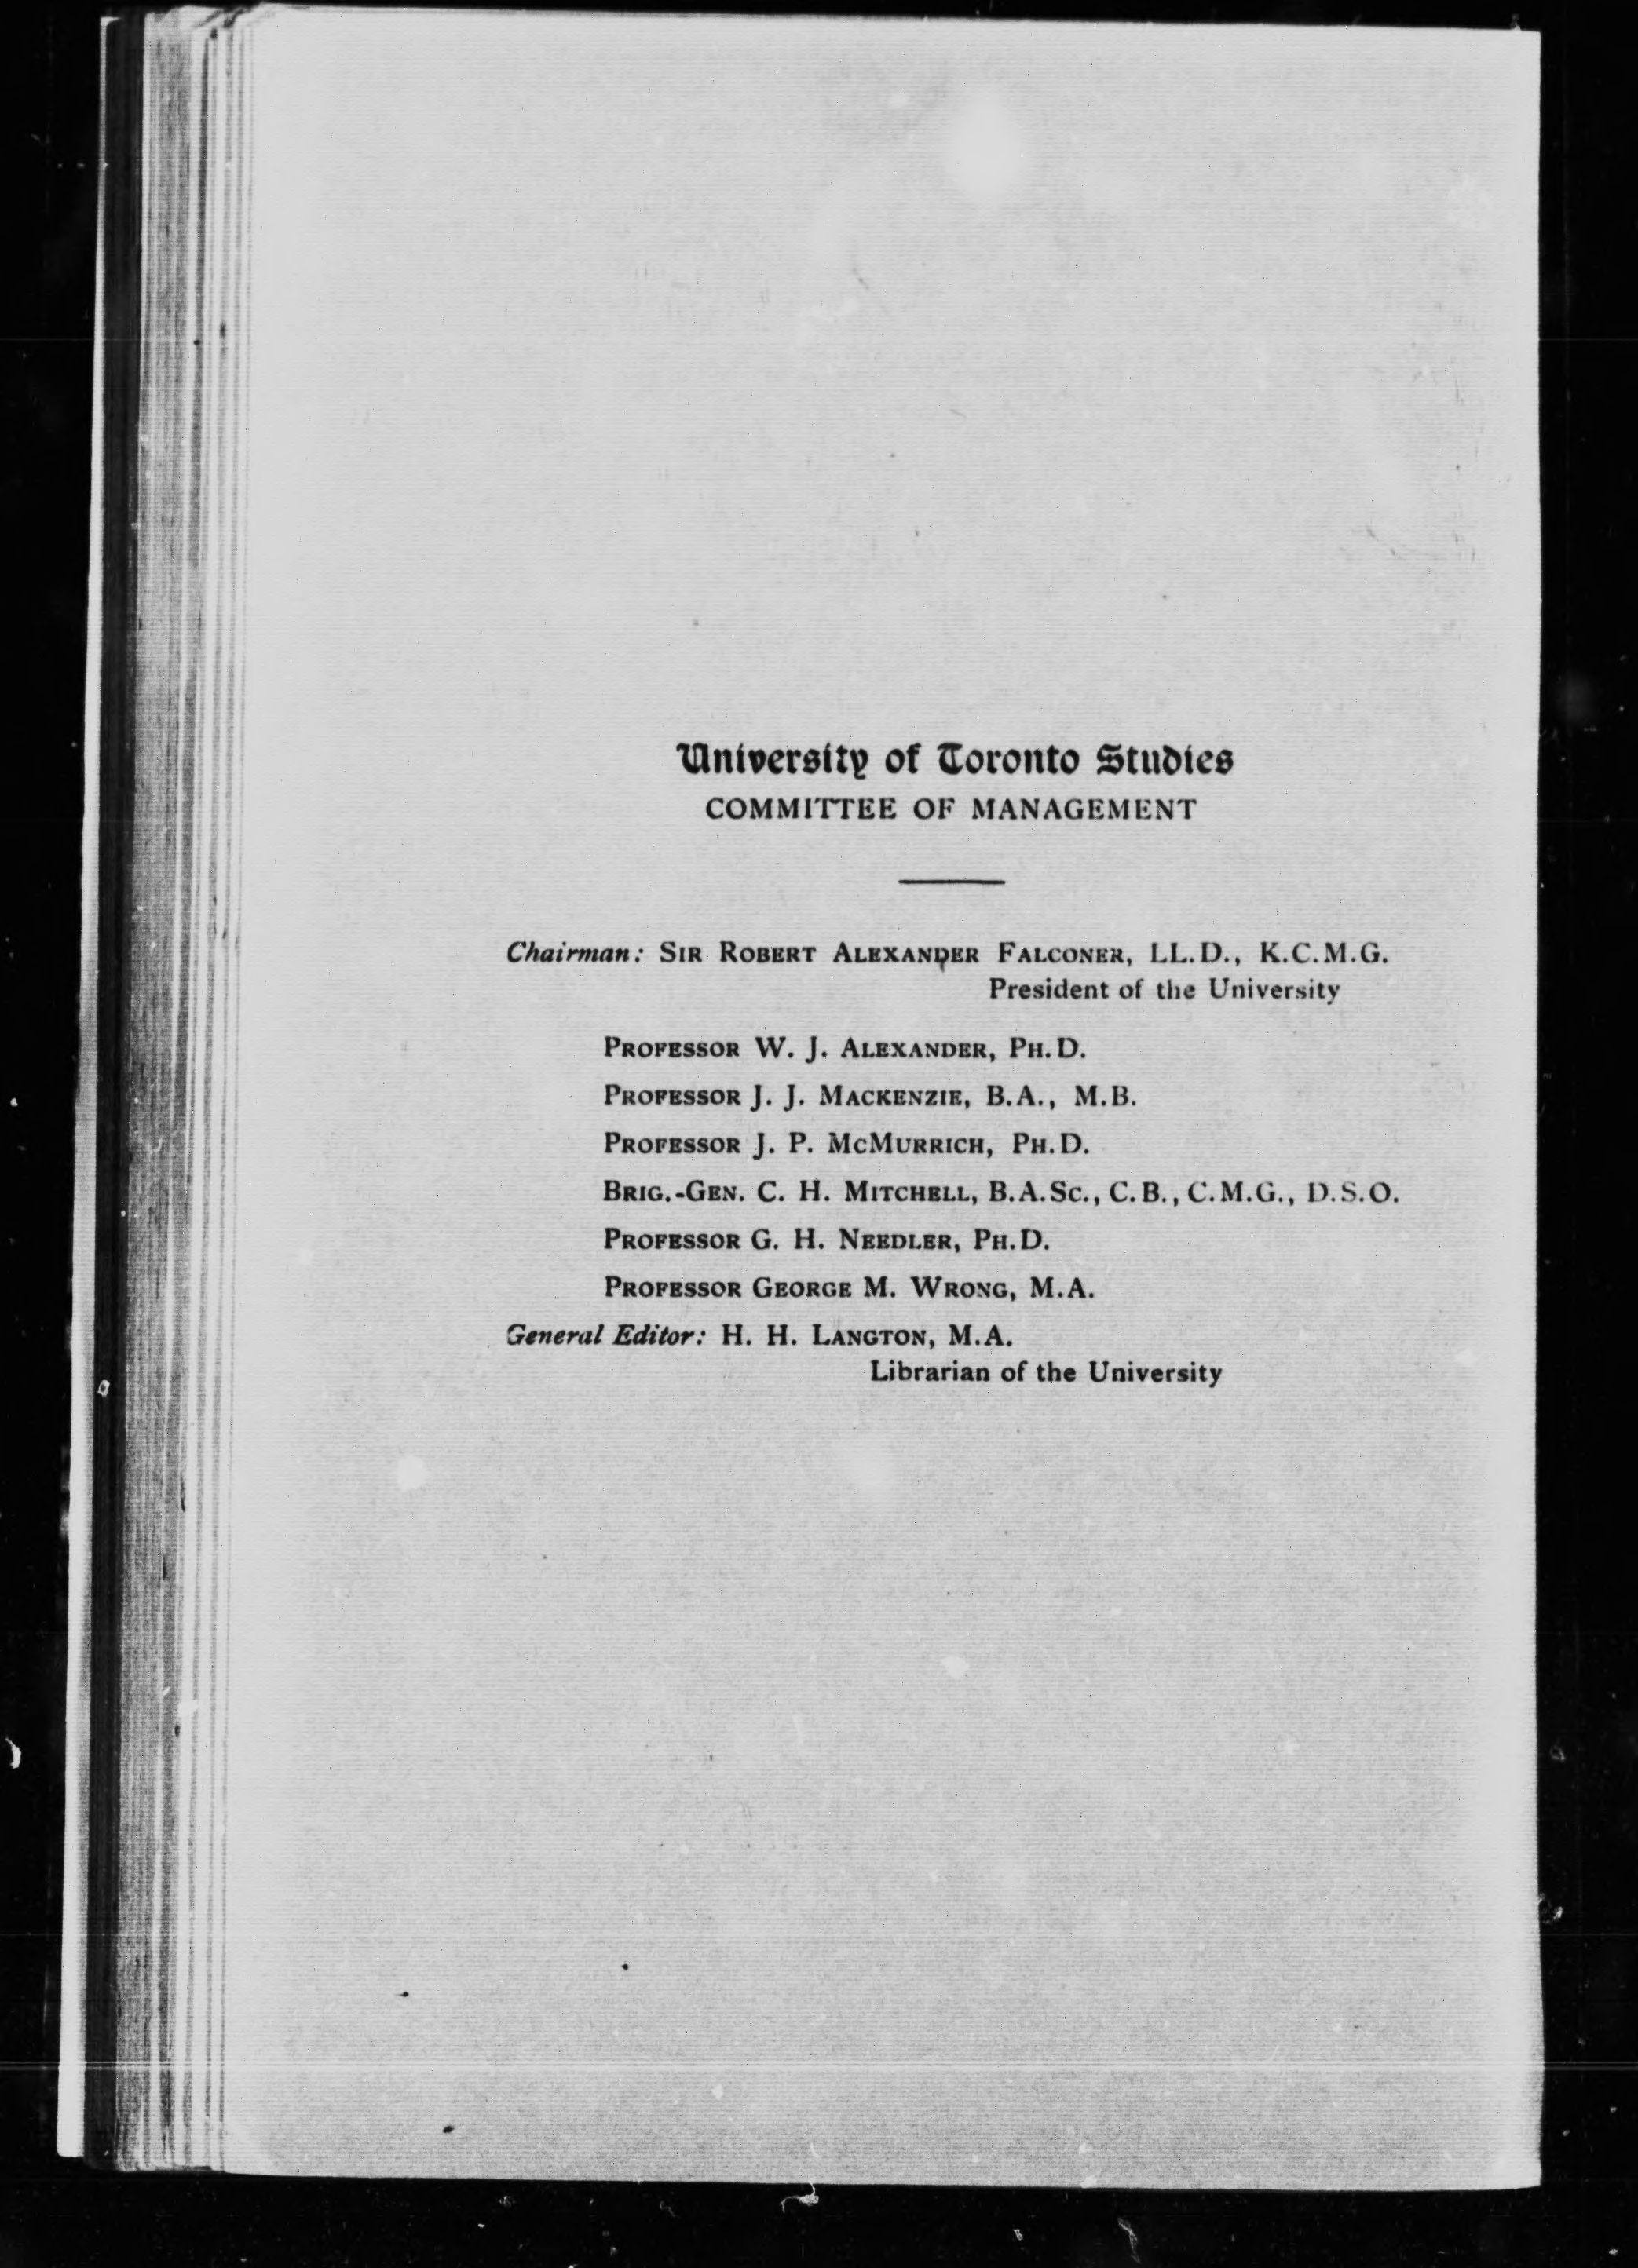 University of Toronto Studies
COMMITTEE OF MANAGEMENT
Chairman: SIR ROBERT ALEXANDER FALCONER, LL.D., K.C.M.G.
President of the University
PROFESSOR W. J. ALEXANDER, PH.D.
PROFESSOR J. J. MACKENZIE, B.A., M.B.
PROFESSOR J. P. MCMURRICH, PH.D.
BRIG.-GEN. C. H. MITCHELL, B.A.SC., C.B., C.M.G., D.S.O.
PROFESSOR G. H. NEEDLER, PH.D.
PROFESSOR GEORGE M. WRONG, M.A.
General Editor: H. H. LANGTON, M.A.
Librarian of the University